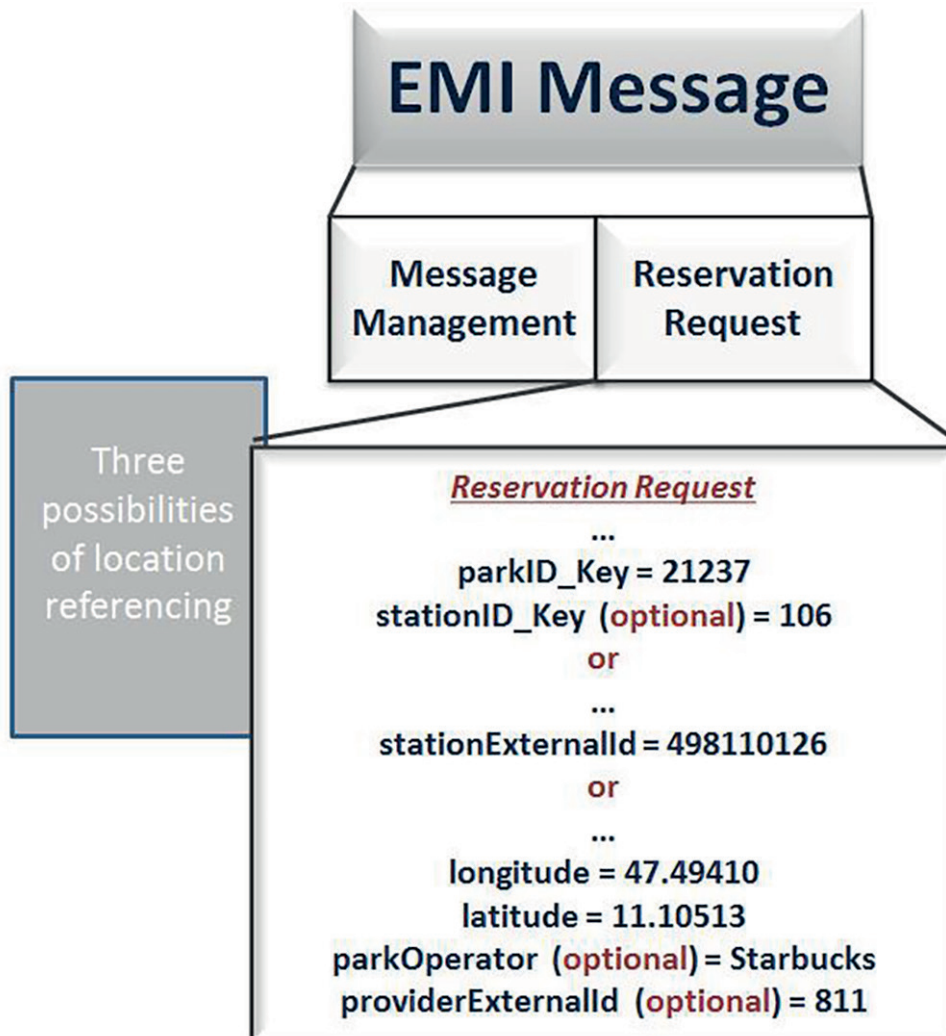 EMI Message
Message
Management
Reservation
Request
Three
possibilities
of location
referencing
Reservation Request
...
parkID_Key = 21237
stationID_Key (optional) = 106
or
...
stationExternalId = 498110126
or
...
longitude = 47.49410
latitude = 11.10513
parkOperator (optional) = Starbucks
providerExternalId (optional) = 811